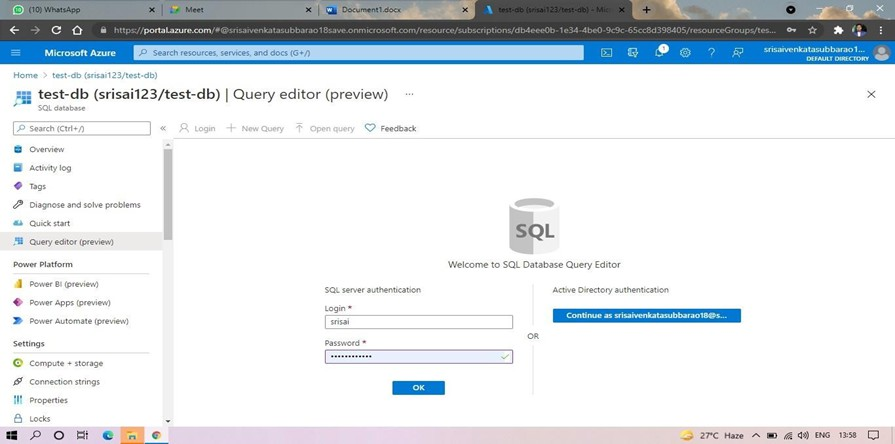 WhatsApp
Meet
Document1.docx
test-db (srisai123/test-db) - Micr
https://portal.azure.com/#@srisaivenkatasubbarao18save.onmicrosoft.com/resource/subscriptions/db4eee0b-1e34-4be0-9c9c-65cc8d398405/resourceGroups/tes...
Microsoft Azure
Search resources, services, and docs (G+/)
1
srisaivenkatasubbarao1...
DEFAULT DIRECTORY
Home > test-db (srisai123/test-db)
test-db (srisai123/test-db) | Query editor (preview) ...
SQL database
Search (Ctrl+/)
«
Login
New Query
Open query
Feedback
Overview
Activity log
Tags
Diagnose and solve problems
Quick start
Query editor (preview)
Power Platform
Power BI (preview)
Power Apps (preview)
Power Automate (preview)
Settings
Compute + storage
Connection strings
Properties
Locks
SQL
Welcome to SQL Database Query Editor
SQL server authentication
Login *
srisai
Password *
••••••••••••
OK
OR
Active Directory authentication
Continue as srisaivenkatasubbarao18@s...
27°C Haze
ENG
13:58